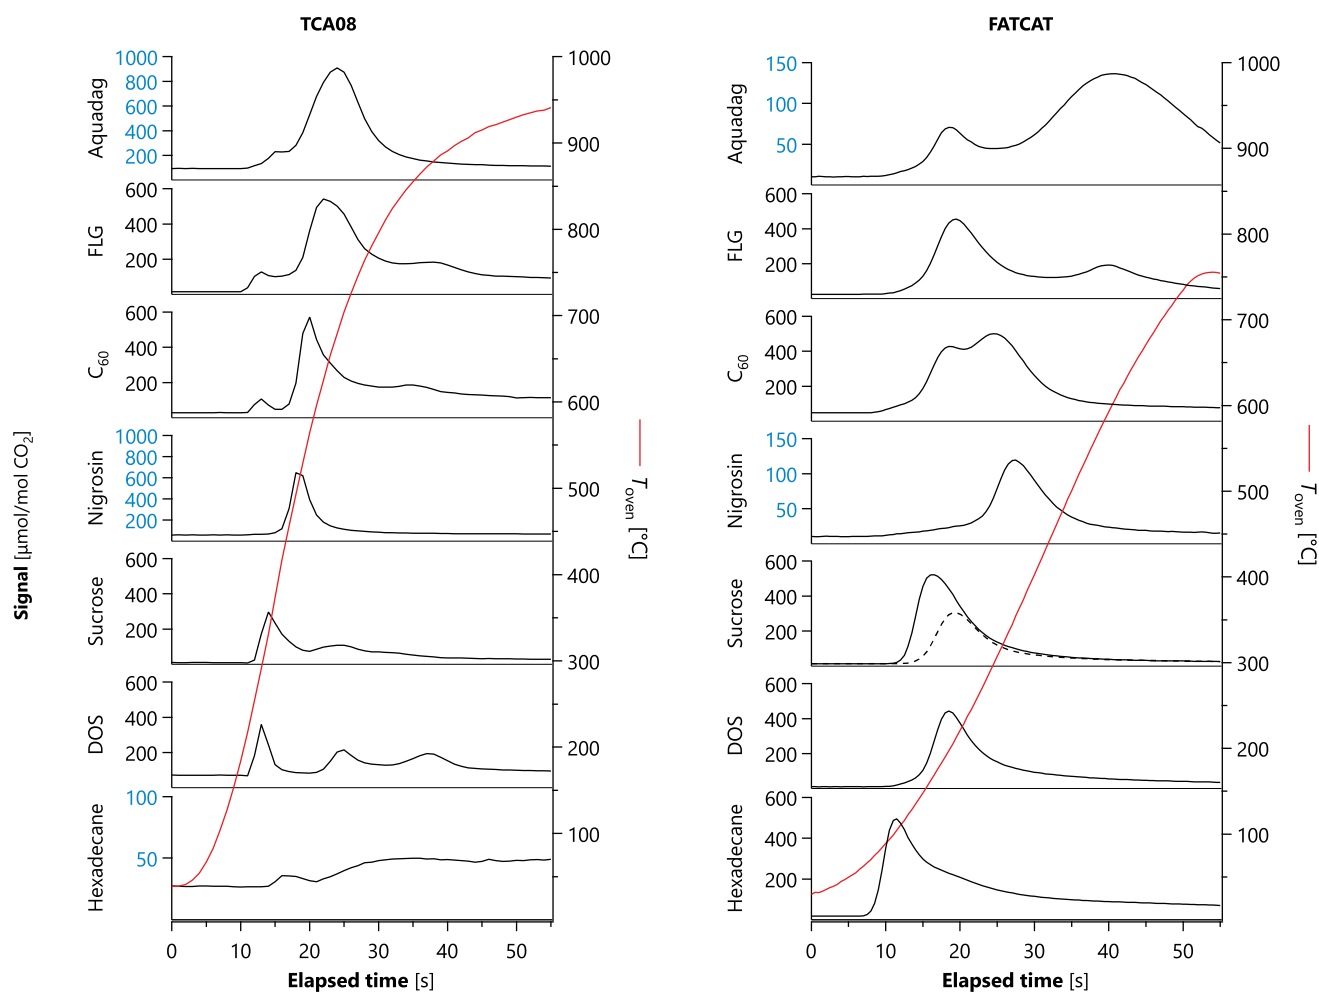 TCA08
FATCAT
Signal [µmol/mol CO2]
Aquadag
1000
800
600
400
200
FLG
600
400
200
C60
600
400
200
Nigrosin
1000
800
600
400
200
Sucrose
600
400
200
DOS
600
400
200
Hexadecane
100
50
1000
900
800
700
600
500
400
300
200
100
Toven [°C]
0 10 20 30 40 50
Elapsed time [s]
Aquadag
150
100
50
FLG
600
400
200
C60
600
400
200
Nigrosin
150
100
50
Sucrose
600
400
200
DOS
600
400
200
Hexadecane
600
400
200
1000
900
800
700
600
500
400
300
200
100
Toven [°C]
0 10 20 30 40 50
Elapsed time [s]